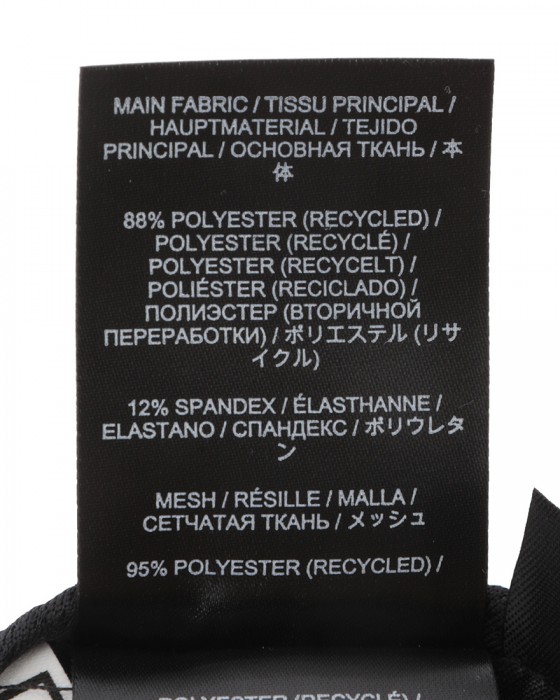 MAIN FABRIC / TISSU PRINCIPAL /
HAUPTMATERIAL / TEJIDO
PRINCIPAL / ОСНОВНАЯ ТКАНЬ / 本
体
88% POLYESTER (RECYCLED) /
POLYESTER (RECYCLÉ) /
POLYESTER (RECYCELT) /
POLIÉSTER (RECICLADO) /
ПОЛИЭСТЕР (ВТОРИЧНОЙ
ПЕРЕРАБОТКИ) / ポリエステル (リサ
イクル)
12% SPANDEX / ÉLASTHANNE /
ELASTANO / СПАНДЕКС / ポリウレタ
ン
MESH / RÉSILLE / MALLA /
СЕТЧАТАЯ ТКАНЬ / メッシュ
95% POLYESTER (RECYCLED) /
POLYESTER (RECYCLÉ) /